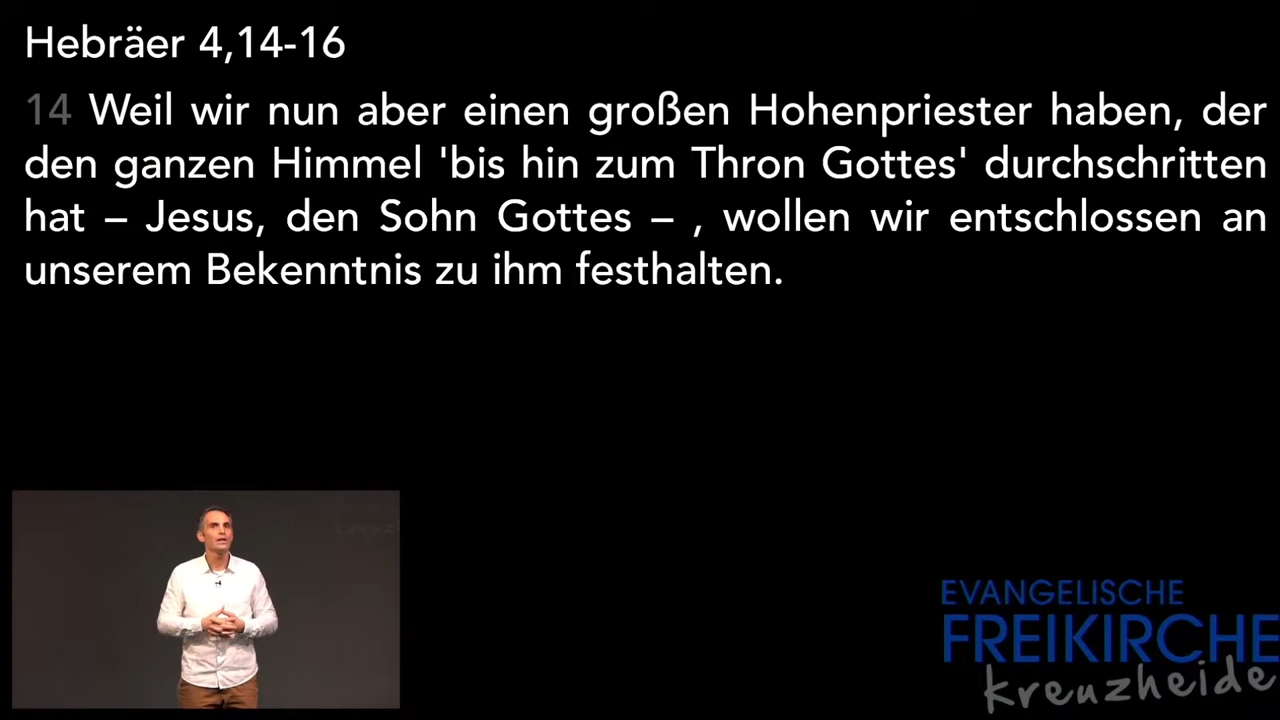 Hebräer 4,14-16
14 Weil wir nun aber einen großen Hohenpriester haben, der
den ganzen Himmel 'bis hin zum Thron Gottes' durchschritten
hat – Jesus, den Sohn Gottes – , wollen wir entschlossen an
unserem Bekenntnis zu ihm festhalten.
EVANGELISCHE
FREIKIRCHE
kreuzheide